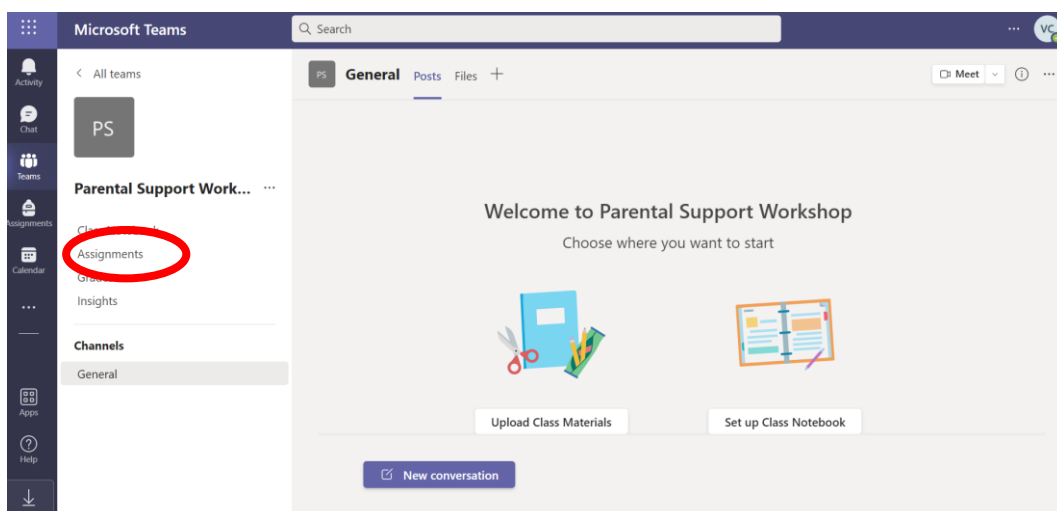 Microsoft Teams
Search
...
VC
Activity
Chat
Teams
Assignments
Calendar
...
Apps
Help
All teams
PS
Parental Support Work... ...
Assignments
Insights
Channels
General
PS General Posts Files +
Meet ...
Welcome to Parental Support Workshop
Choose where you want to start
Upload Class Materials
Set up Class Notebook
New conversation